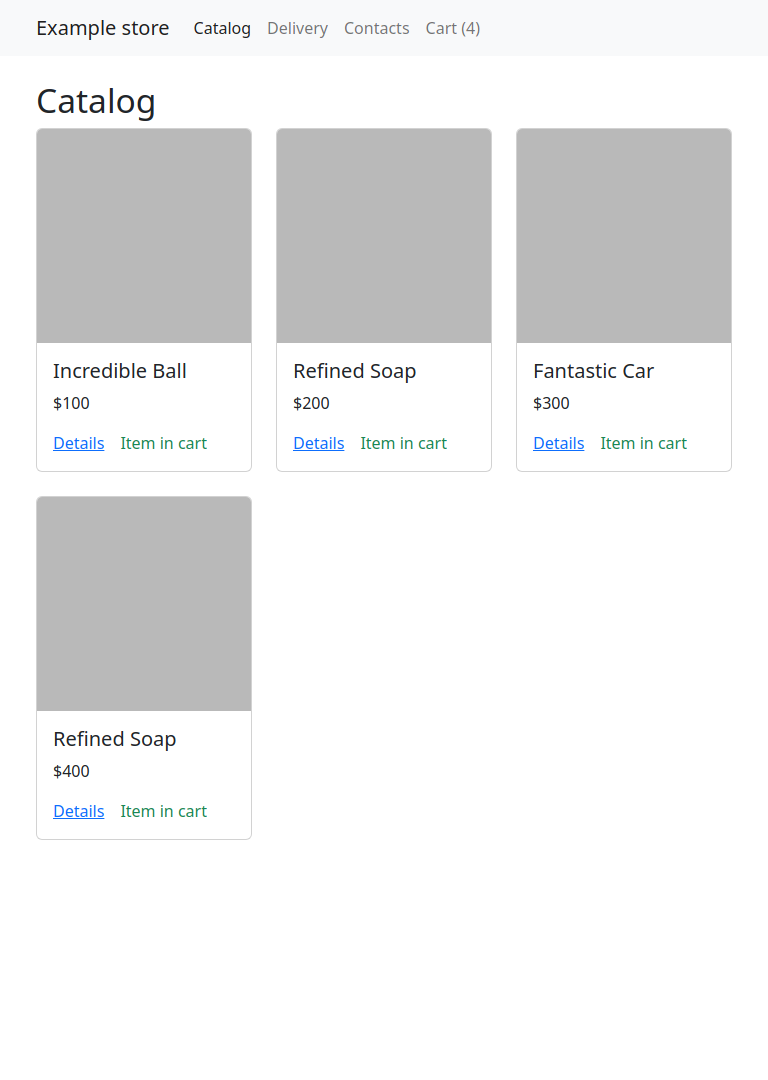 Example store Catalog Delivery Contacts Cart (4)
Catalog
Incredible Ball
$100
Details Item in cart
Refined Soap
$200
Details Item in cart
Fantastic Car
$300
Details Item in cart
Refined Soap
$400
Details Item in cart